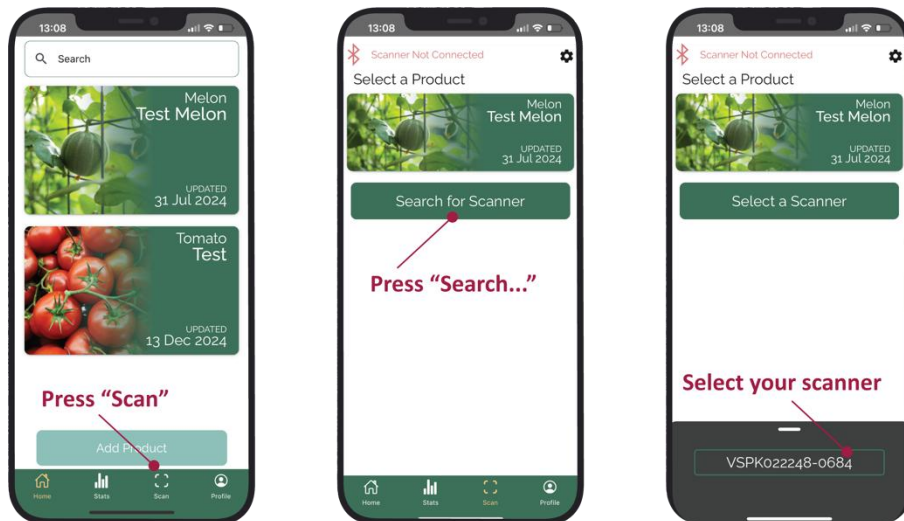 13:08
Search
Melon
Test Melon
UPDATED
31 Jul 2024
Tomato
Test
UPDATED
13 Dec 2024
Press “Scan”
Add Product
Home
Stats
Scan
Profile
13:08
Scanner Not Connected
Select a Product
Melon
Test Melon
UPDATED
31 Jul 2024
Search for Scanner
Press “Search...”
Home
Stats
Scan
Profile
13:08
Scanner Not Connected
Select a Product
Melon
Test Melon
UPDATED
31 Jul 2024
Select a Scanner
Select your scanner
VSPK022248-0684